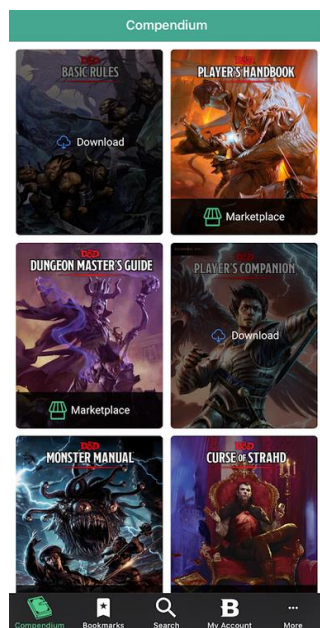 Compendium
D&D
BASIC RULES
Download
D&D
PLAYER'S HANDBOOK
Marketplace
D&D
DUNGEON MASTER'S GUIDE
Marketplace
D&D
PLAYER'S COMPANION
Download
D&D
MONSTER MANUAL
D&D
CURSE OF STRAHD
Compendium
Bookmarks
Search
B
My Account
More